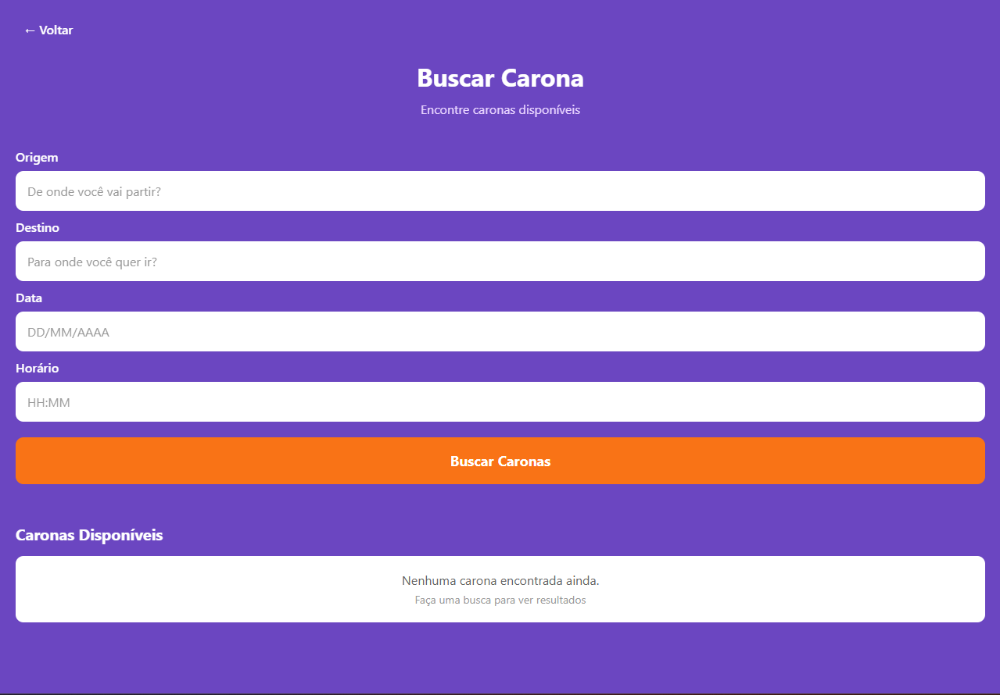 ← Voltar
Buscar Carona
Encontre caronas disponíveis
Origem
De onde você vai partir?
Destino
Para onde você quer ir?
Data
DD/MM/AAAA
Horário
HH:MM
Buscar Caronas
Caronas Disponíveis
Nenhuma carona encontrada ainda.
Faça uma busca para ver resultados